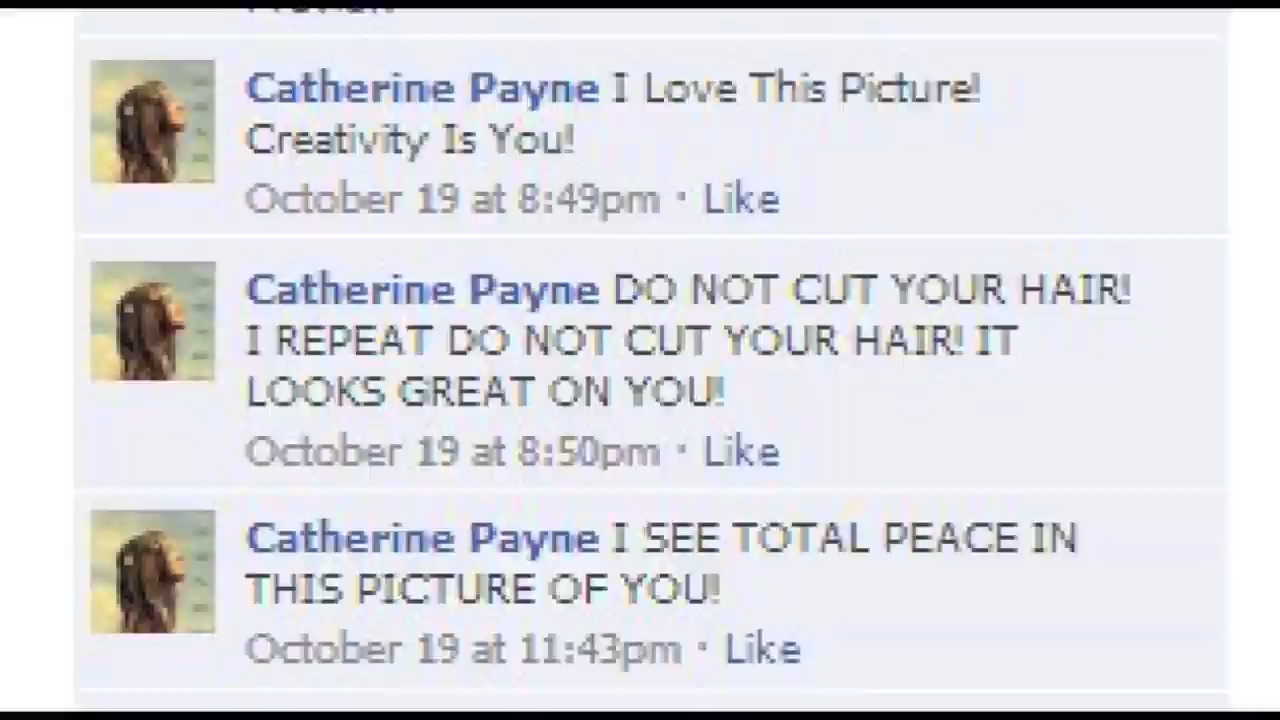 Catherine Payne I Love This Picture!
Creativity Is You!
October 19 at 8:49pm · Like
Catherine Payne DO NOT CUT YOUR HAIR!
I REPEAT DO NOT CUT YOUR HAIR! IT
LOOKS GREAT ON YOU!
October 19 at 8:50pm · Like
Catherine Payne I SEE TOTAL PEACE IN
THIS PICTURE OF YOU!
October 19 at 11:43pm · Like